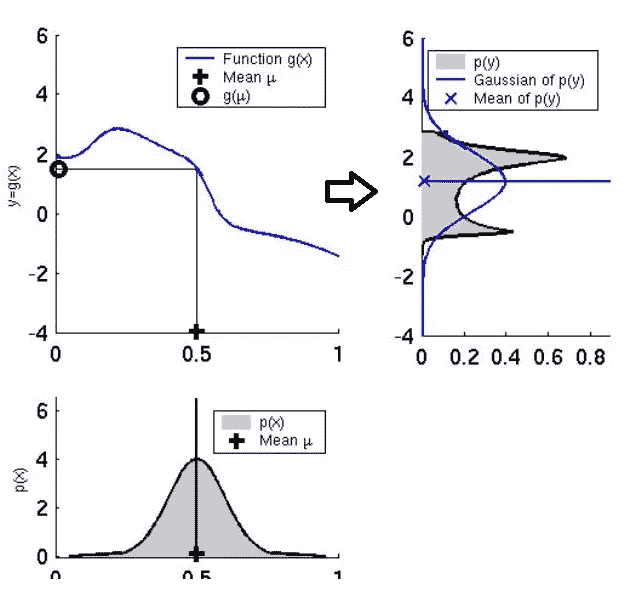 6
4
2
0
-2
-4
0
0.5
1
y=g(x)
Function g(x)
Mean μ
g(μ)
6
4
2
0
-2
-4
0
0.2
0.4
0.6
0.8
p(y)
Gaussian of p(y)
Mean of p(y)
6
4
2
0
0
0.5
1
p(x)
p(x)
Mean μ